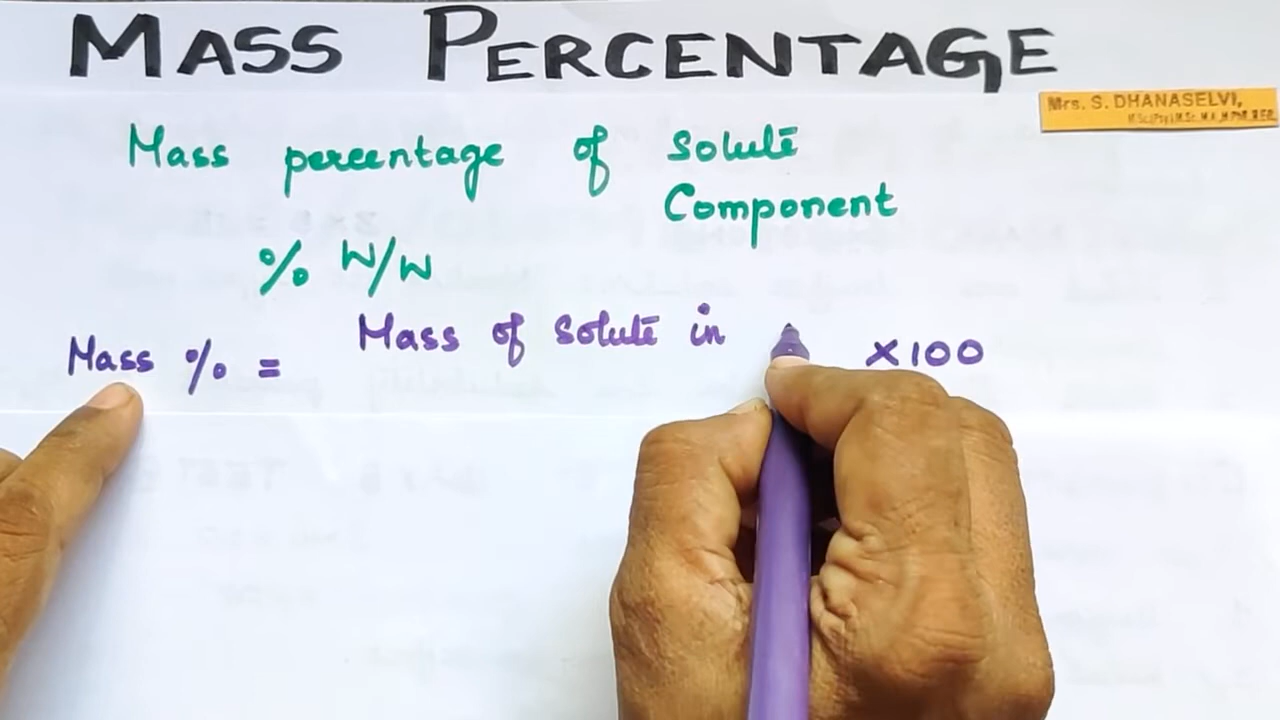 MASS PERCENTAGE
Mrs. S. DHANASELVI,
Mass percentage of Solute
Component
% W/W
Mass % = Mass of Solute in × 100